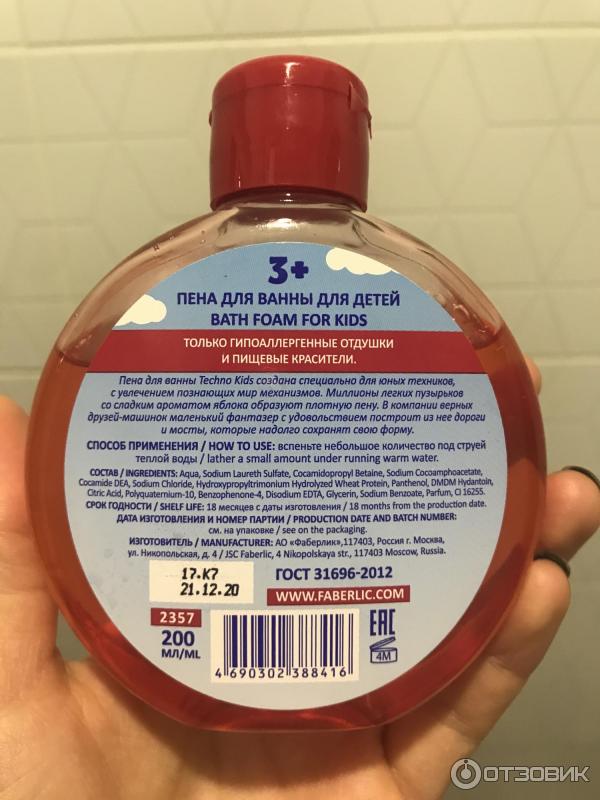 3+
ПЕНА ДЛЯ ВАННЫ ДЛЯ ДЕТЕЙ
BATH FOAM FOR KIDS
ТОЛЬКО ГИПОАЛЛЕРГЕННЫЕ ОТДУШКИ
И ПИЩЕВЫЕ КРАСИТЕЛИ.
Пена для ванны Techno Kids создана специально для юных техников,
с увлечением познающих мир механизмов. Миллионы легких пузырьков
со сладким ароматом яблока образуют плотную пену. В компании верных
друзей-машинок маленький фантазер с удовольствием построит из нее дороги
и мосты, которые надолго сохранят свою форму.
СПОСОБ ПРИМЕНЕНИЯ / HOW TO USE: вспеньте небольшое количество под струей
теплой воды / lather a small amount under running warm water.
СОСТАВ / INGREDIENTS: Aqua, Sodium Laureth Sulfate, Cocamidopropyl Betaine, Sodium Cocoamphoacetate,
Cocamide DEA, Sodium Chloride, Hydroxypropyltrimonium Hydrolyzed Wheat Protein, Panthenol, DMDM Hydantoin,
Citric Acid, Polyquaternium-10, Benzophenone-4, Disodium EDTA, Glycerin, Sodium Benzoate, Parfum, CI 16255.
СРОК ГОДНОСТИ / SHELF LIFE: 18 месяцев с даты изготовления / 18 months from the production date.
ДАТА ИЗГОТОВЛЕНИЯ И НОМЕР ПАРТИИ / PRODUCTION DATE AND BATCH NUMBER:
см. на упаковке / see on the packaging.
ИЗГОТОВИТЕЛЬ / MANUFACTURER: АО «Фаберлик», 117403, Россия г. Москва,
ул. Никопольская, д. 4 / JSC Faberlic, 4 Nikopolskaya str., 117403 Moscow, Russia.
17.К7
21.12.20
ГОСТ 31696-2012
WWW.FABERLIC.COM
2357
200
МЛ/ML
4 690302 388416
EAC
4M
ОТЗОВИК